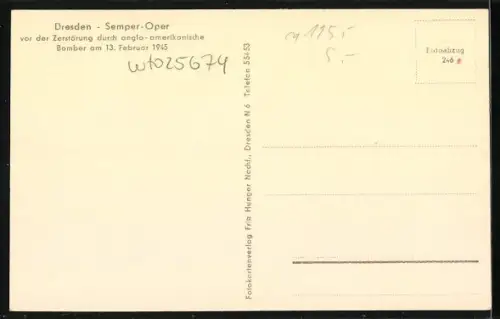 Dresden - Semper-Oper
vor der Zerstörung durch anglo-amerikanische
Bomber am 13. Februar 1945
wt025674
5.-
246
Fotokartenverlag Fritz Henger Nachf., Dresden N 6 Telefon 55453